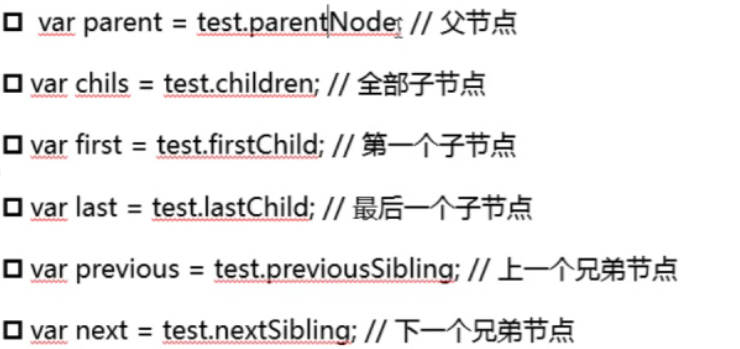 var parent = test.parentNode; // 父节点
var chils = test.children; // 全部子节点
var first = test.firstChild; // 第一个子节点
var last = test.lastChild; // 最后一个子节点
var previous = test.previousSibling; // 上一个兄弟节点
var next = test.nextSibling; // 下一个兄弟节点